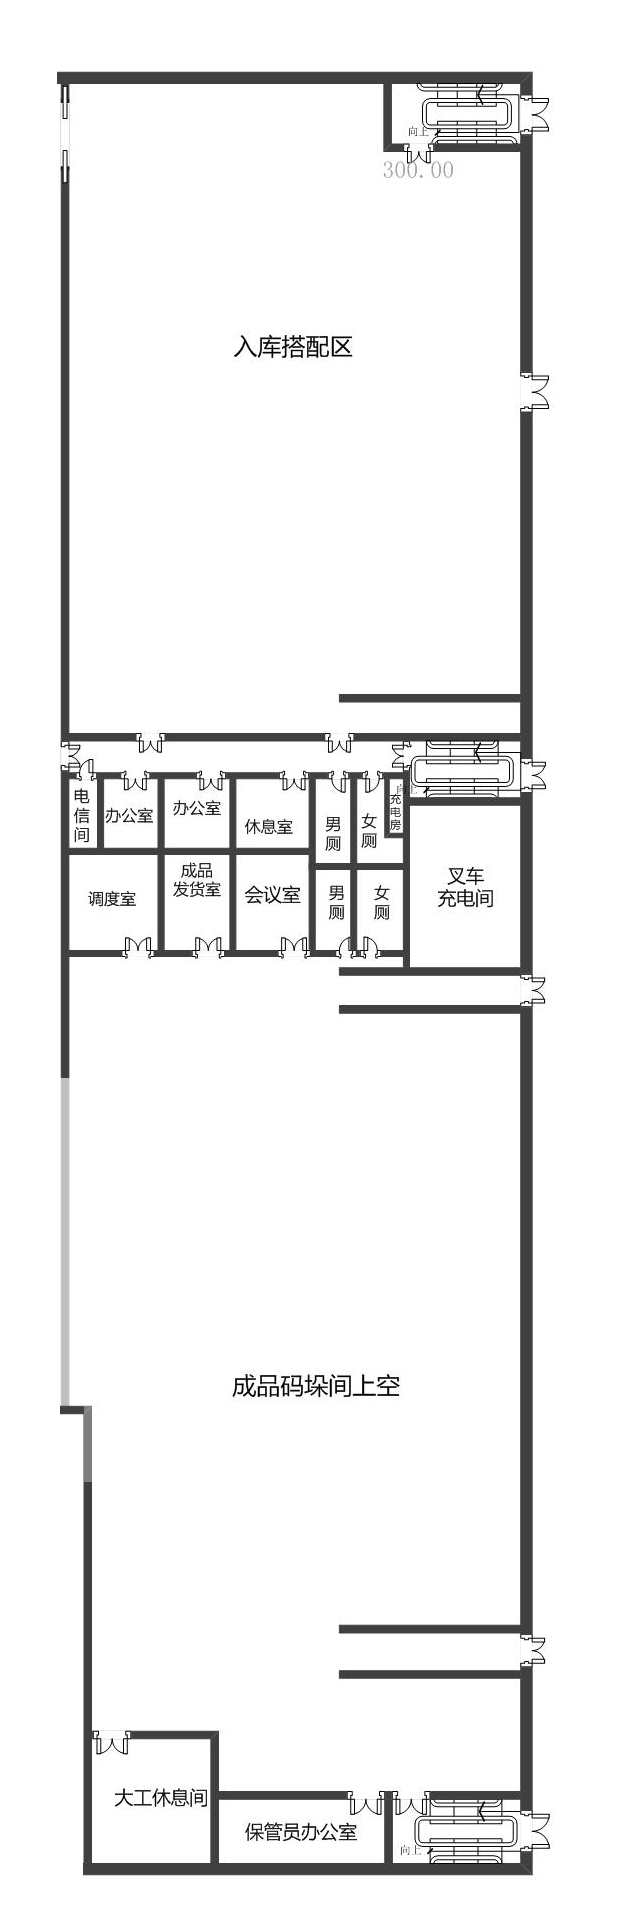 向上
300.00
入库搭配区
向上
电
信
间
办公室
办公室
休息室
男
厕
女
厕
充
电
房
调度室
成品
发货室
会议室
男
厕
女
厕
叉车
充电间
成品码垛间上空
大工休息间
保管员办公室
向上